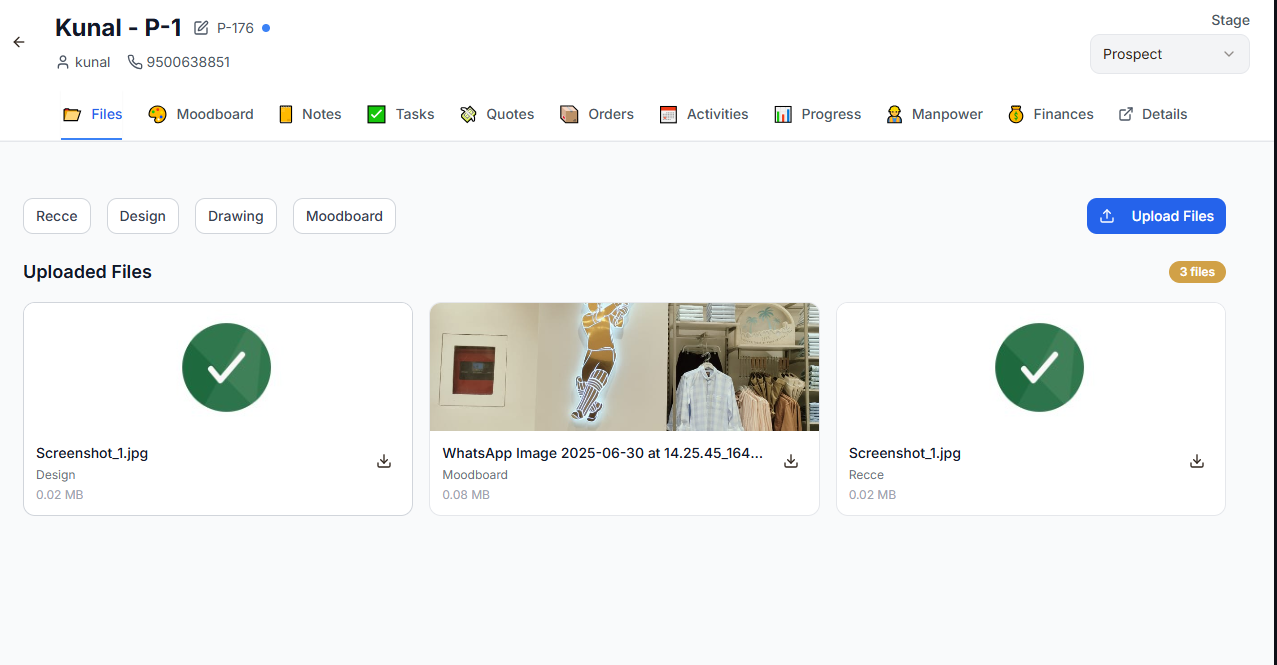 Kunal - P-1 P-176
kunal 9500638851
Stage
Prospect
Files Moodboard Notes Tasks Quotes Orders Activities Progress Manpower Finances Details
Recce Design Drawing Moodboard Upload Files
Uploaded Files 3 files
Screenshot_1.jpg
Design
0.02 MB
WhatsApp Image 2025-06-30 at 14.25.45_164...
Moodboard
0.08 MB
Screenshot_1.jpg
Recce
0.02 MB